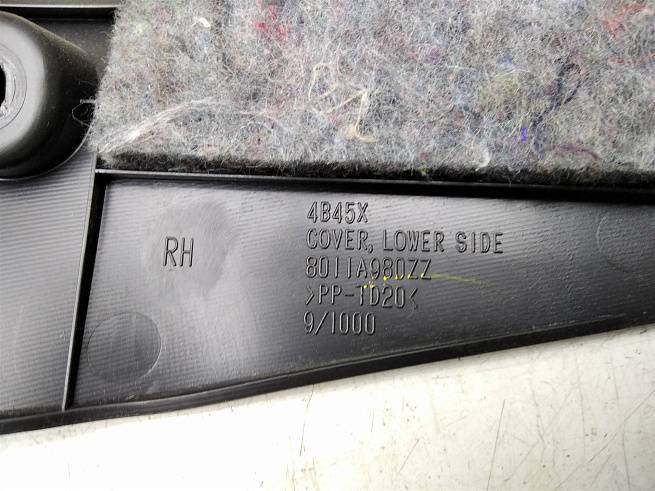 RH
4B45X
COVER, LOWER SIDE
8011A980ZZ
>PP-TD20<
9/1000